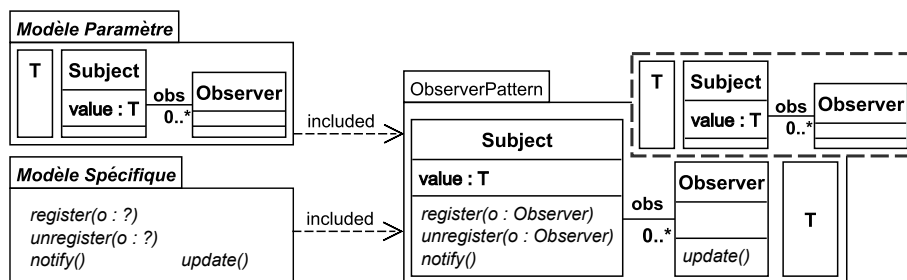 Modèle Paramètre
T
Subject
value : T
obs
0..*
Observer
included
Modèle Spécifique
register(o : ?)
unregister(o : ?)
notify()
update()
included
ObserverPattern
Subject
value : T
register(o : Observer)
unregister(o : Observer)
notify()
obs
0..*
Observer
update()
T
T
Subject
value : T
obs
0..*
Observer